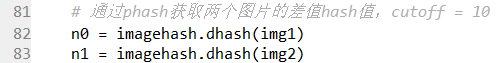 81 # 通过phash获取两个图片的差值hash值，cutoff = 10
82 n0 = imagehash.dhash(img1)
83 n1 = imagehash.dhash(img2)